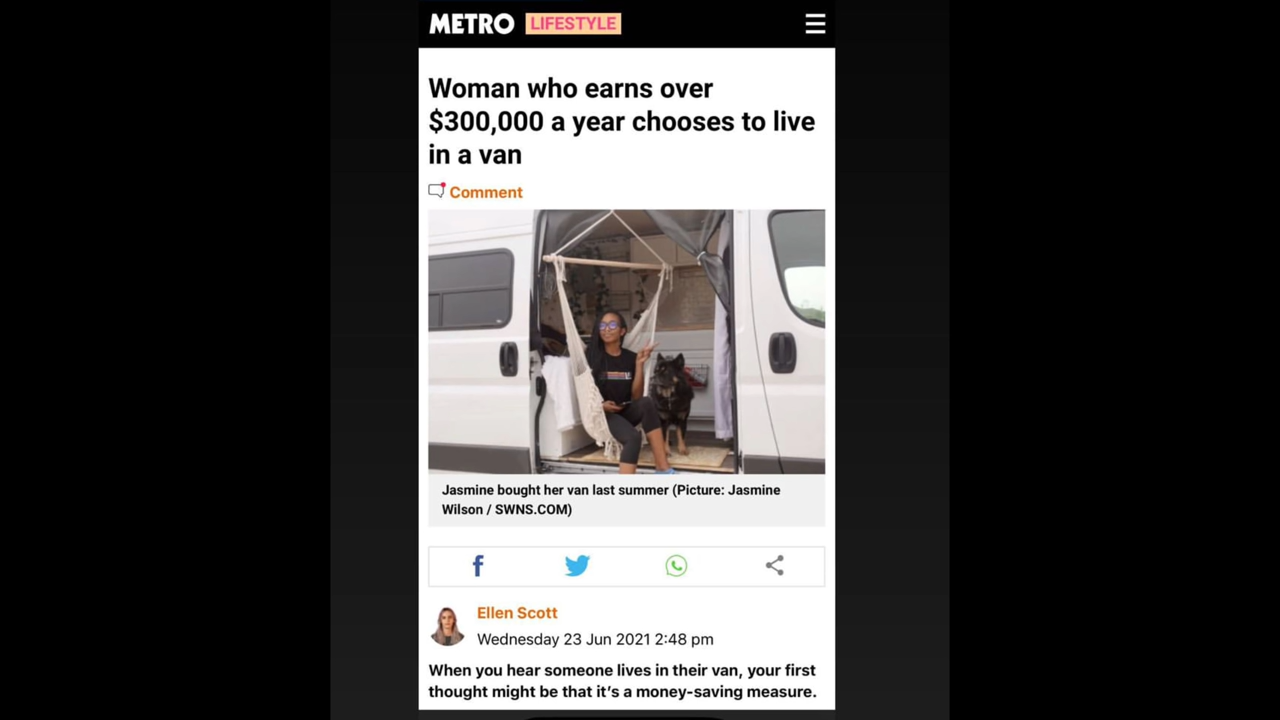 METRO LIFESTYLE
Woman who earns over
$300,000 a year chooses to live
in a van
Comment
Jasmine bought her van last summer (Picture: Jasmine
Wilson / SWNS.COM)
f
Ellen Scott
Wednesday 23 Jun 2021 2:48 pm
When you hear someone lives in their van, your first
thought might be that it’s a money-saving measure.